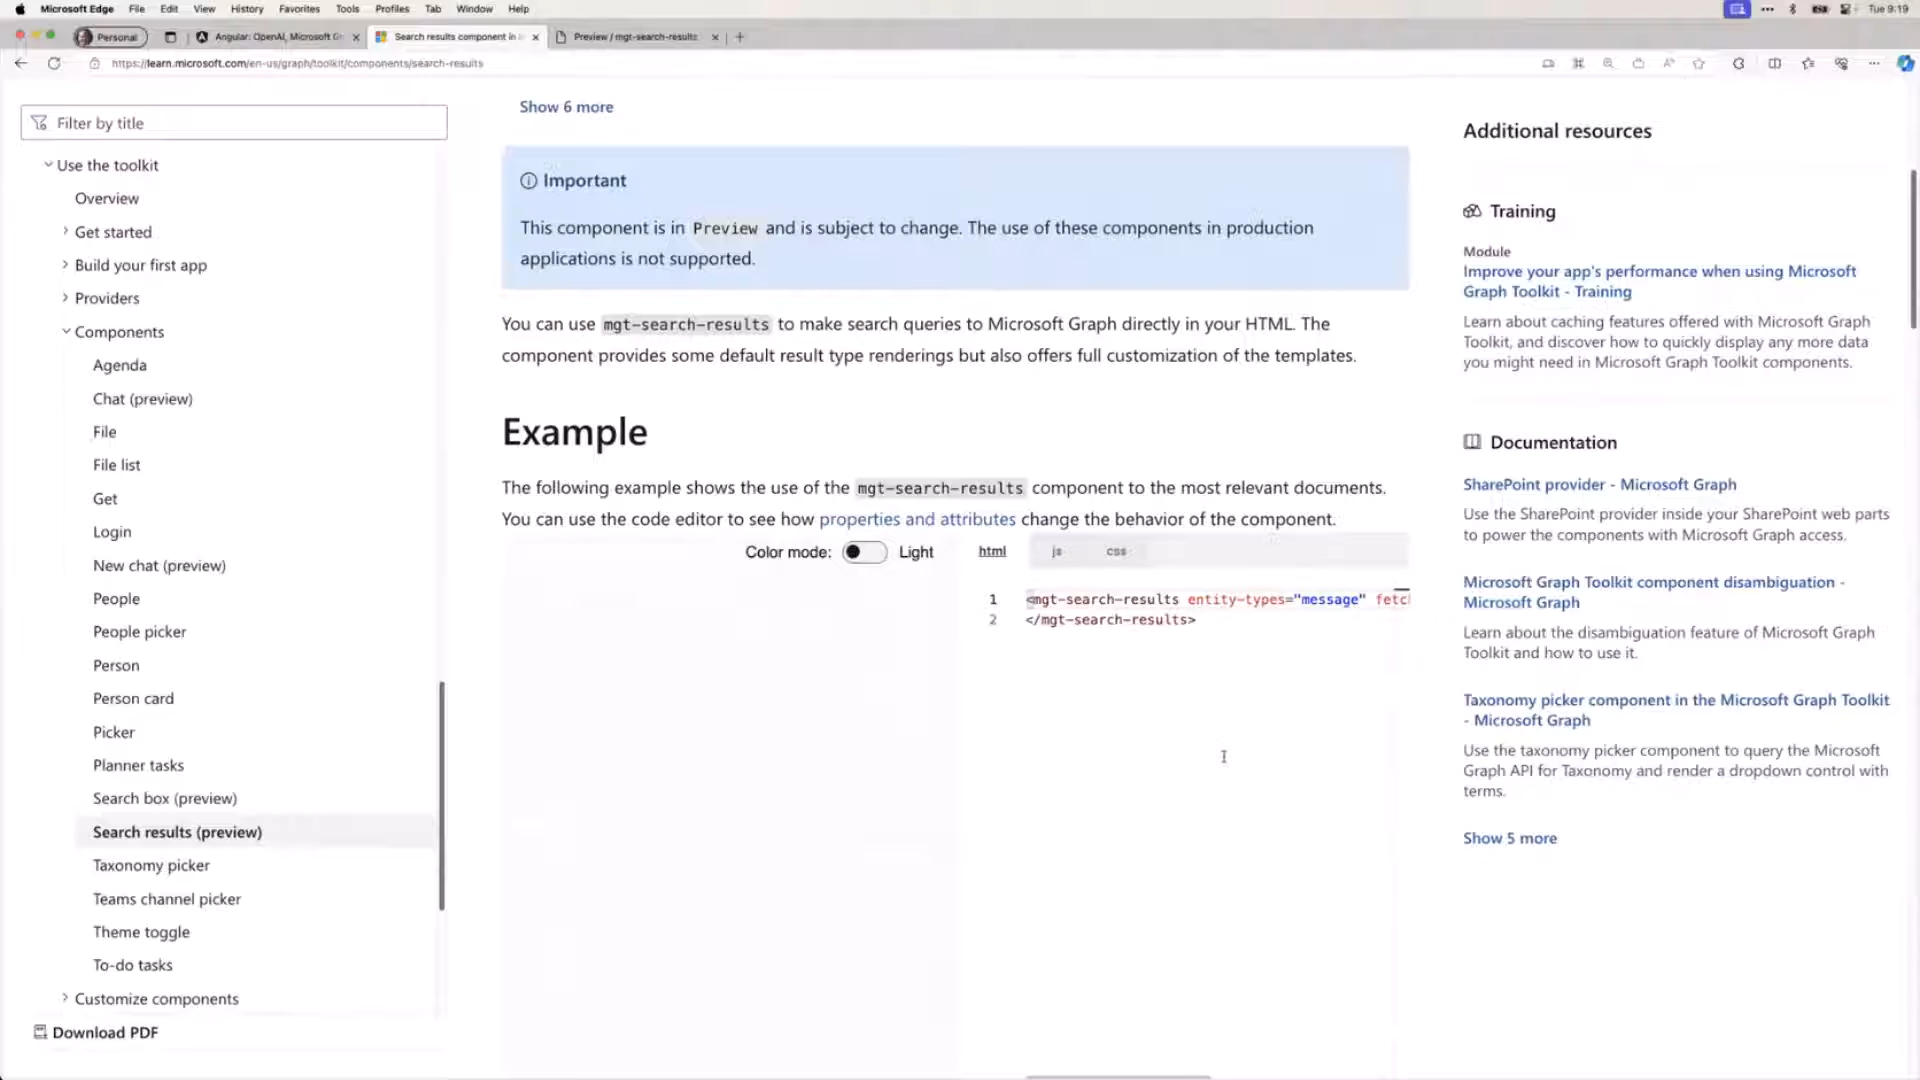 Microsoft Edge File Edit View History Favorites Tools Profiles Tab Window Help
Tue 9:19
Personal
Angular: OpenAI, Microsoft Gr
Search results component in
Preview / mgt-search-results
https://learn.microsoft.com/en-us/graph/toolkit/components/search-results
Filter by title
Use the toolkit
Overview
Get started
Build your first app
Providers
Components
Agenda
Chat (preview)
File
File list
Get
Login
New chat (preview)
People
People picker
Person
Person card
Picker
Planner tasks
Search box (preview)
Search results (preview)
Taxonomy picker
Teams channel picker
Theme toggle
To-do tasks
Customize components
Download PDF
Show 6 more
Important
This component is in Preview and is subject to change. The use of these components in production
applications is not supported.
You can use mgt-search-results to make search queries to Microsoft Graph directly in your HTML. The
component provides some default result type renderings but also offers full customization of the templates.
Example
The following example shows the use of the mgt-search-results component to the most relevant documents.
You can use the code editor to see how properties and attributes change the behavior of the component.
Color mode: Light
html js css
1 <mgt-search-results entity-types="message" fetc
2 </mgt-search-results>
Additional resources
Training
Module
Improve your app's performance when using Microsoft
Graph Toolkit - Training
Learn about caching features offered with Microsoft Graph
Toolkit, and discover how to quickly display any more data
you might need in Microsoft Graph Toolkit components.
Documentation
SharePoint provider - Microsoft Graph
Use the SharePoint provider inside your SharePoint web parts
to power the components with Microsoft Graph access.
Microsoft Graph Toolkit component disambiguation -
Microsoft Graph
Learn about the disambiguation feature of Microsoft Graph
Toolkit and how to use it.
Taxonomy picker component in the Microsoft Graph Toolkit
- Microsoft Graph
Use the taxonomy picker component to query the Microsoft
Graph API for Taxonomy and render a dropdown control with
terms.
Show 5 more